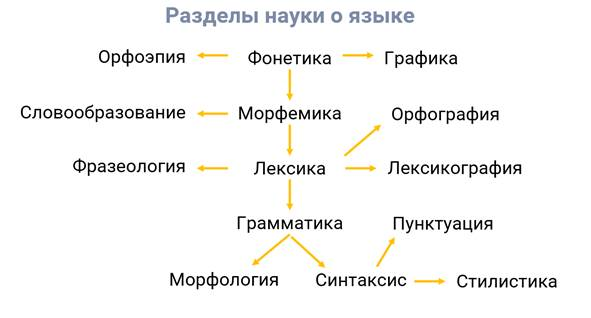 Разделы науки о языке
Орфоэпия Фонетика Графика
Словообразование Морфемика Орфография
Фразеология Лексика Лексикография
Грамматика Пунктуация
Морфология Синтаксис Стилистика